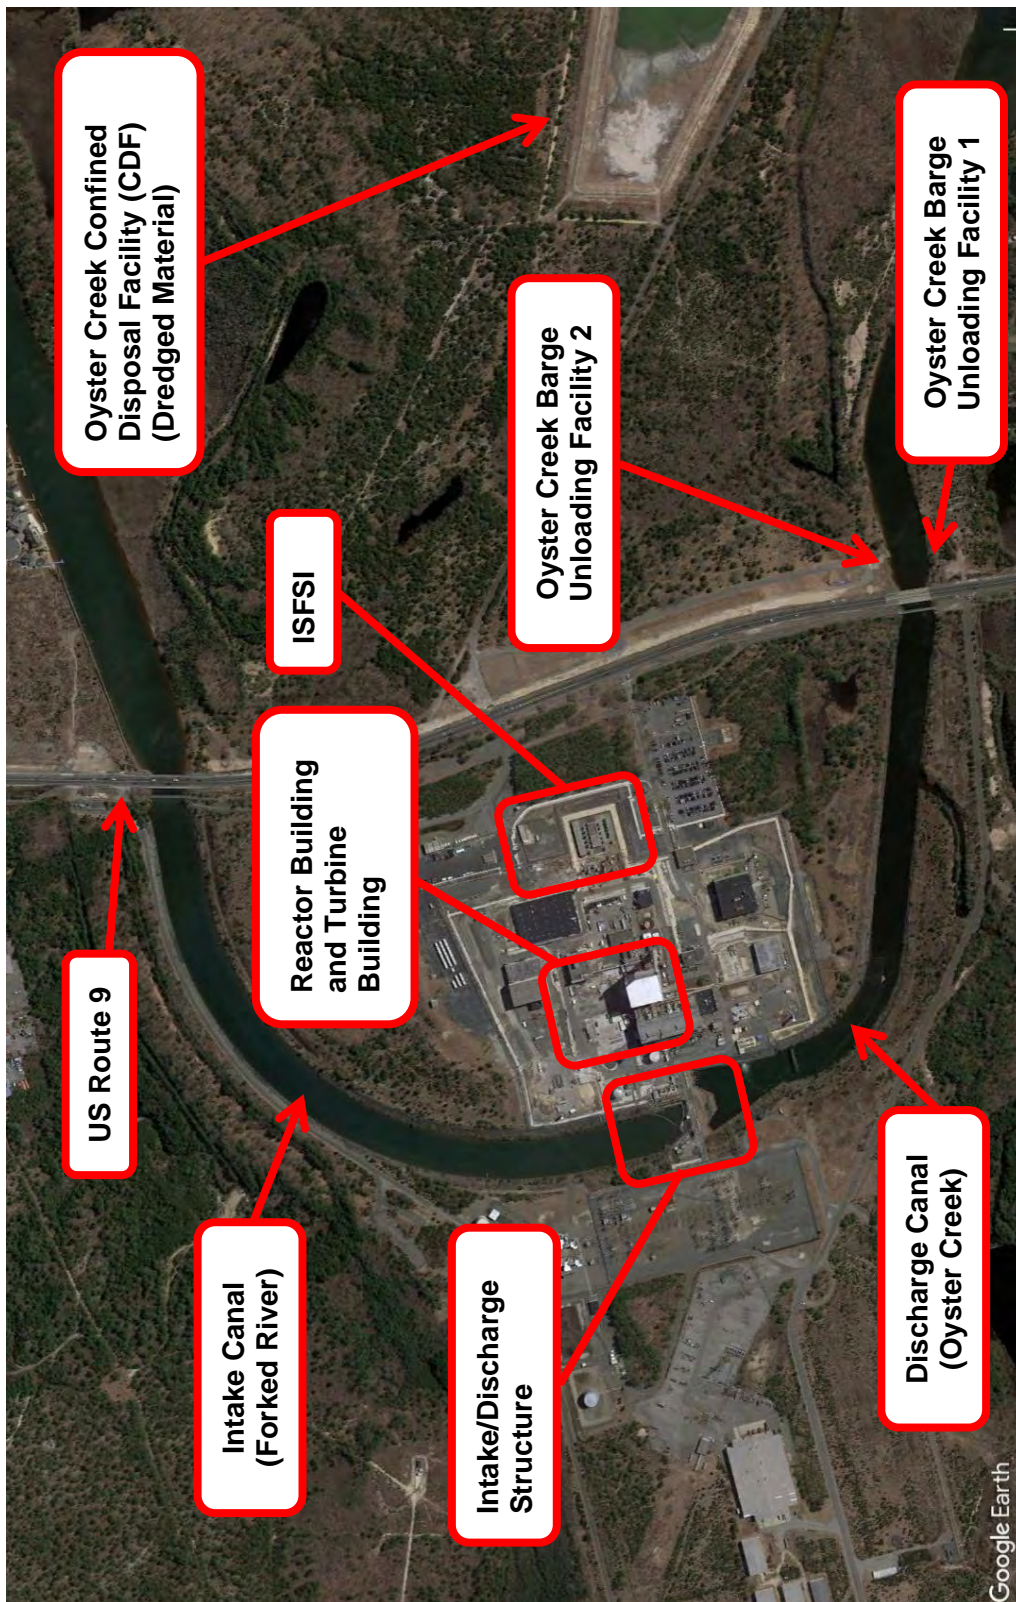 US Route 9
Intake Canal
(Forked River)
Intake/Discharge
Structure
Reactor Building
and Turbine
Building
ISFSI
Oyster Creek Confined
Disposal Facility (CDF)
(Dredged Material)
Oyster Creek Barge
Unloading Facility 2
Oyster Creek Barge
Unloading Facility 1
Discharge Canal
(Oyster Creek)
Google Earth